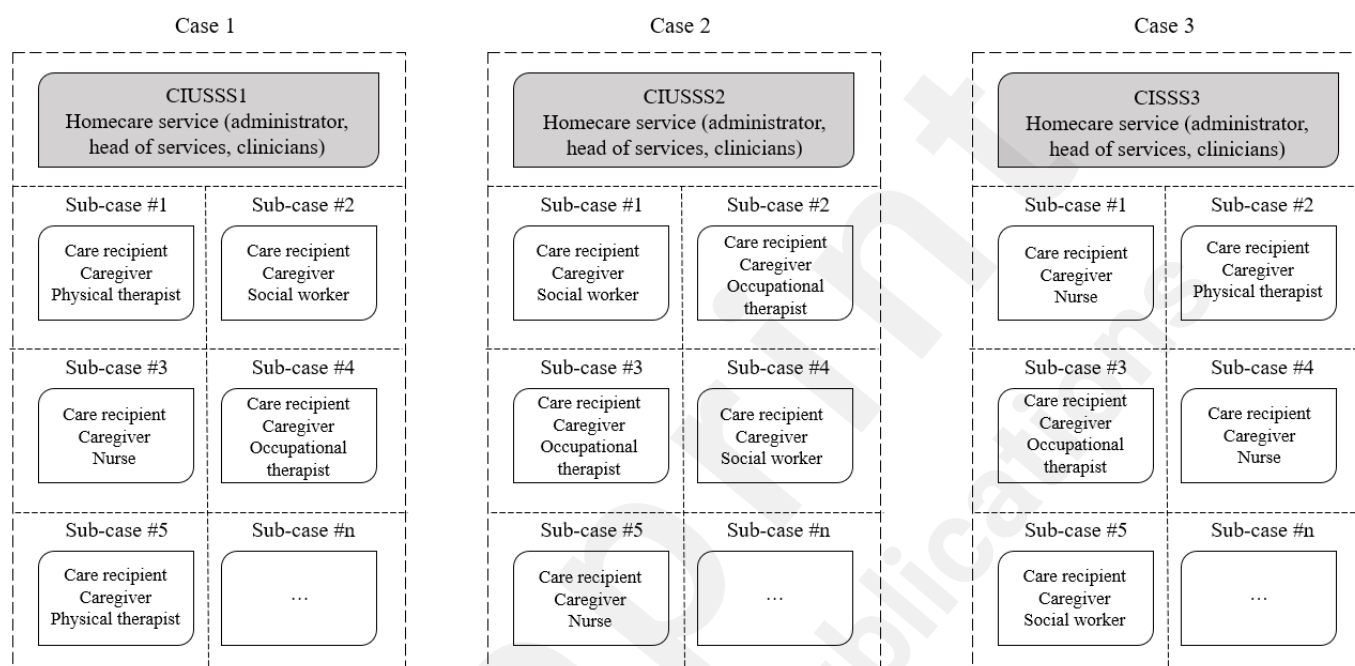 Case 1
CIUSSS1
Homecare service (administrator,
head of services, clinicians)
Sub-case #1
Care recipient
Caregiver
Physical therapist
Sub-case #2
Care recipient
Caregiver
Social worker
Sub-case #3
Care recipient
Caregiver
Nurse
Sub-case #4
Care recipient
Caregiver
Occupational
therapist
Sub-case #5
Care recipient
Caregiver
Physical therapist
Sub-case #n
…
Case 2
CIUSSS2
Homecare service (administrator,
head of services, clinicians)
Sub-case #1
Care recipient
Caregiver
Social worker
Sub-case #2
Care recipient
Caregiver
Occupational
therapist
Sub-case #3
Care recipient
Caregiver
Occupational
therapist
Sub-case #4
Care recipient
Caregiver
Social worker
Sub-case #5
Care recipient
Caregiver
Nurse
Sub-case #n
…
Case 3
CISSS3
Homecare service (administrator,
head of services, clinicians)
Sub-case #1
Care recipient
Caregiver
Nurse
Sub-case #2
Care recipient
Caregiver
Physical therapist
Sub-case #3
Care recipient
Caregiver
Occupational
therapist
Sub-case #4
Care recipient
Caregiver
Nurse
Sub-case #5
Care recipient
Caregiver
Social worker
Sub-case #n
…
print
blications